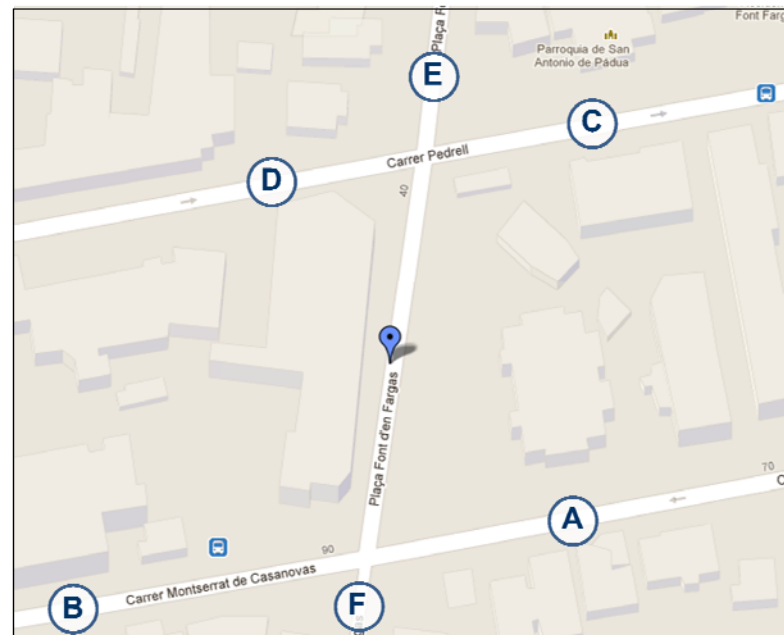 Plaça F
E
Font Farg
Parroquia de San
Antonio de Pádua
C
Carrer Pedrell
D
40
Plaça Font d'en Fargas
70
C
A
90
Carrer Montserrat de Casanovas
B
F
gas